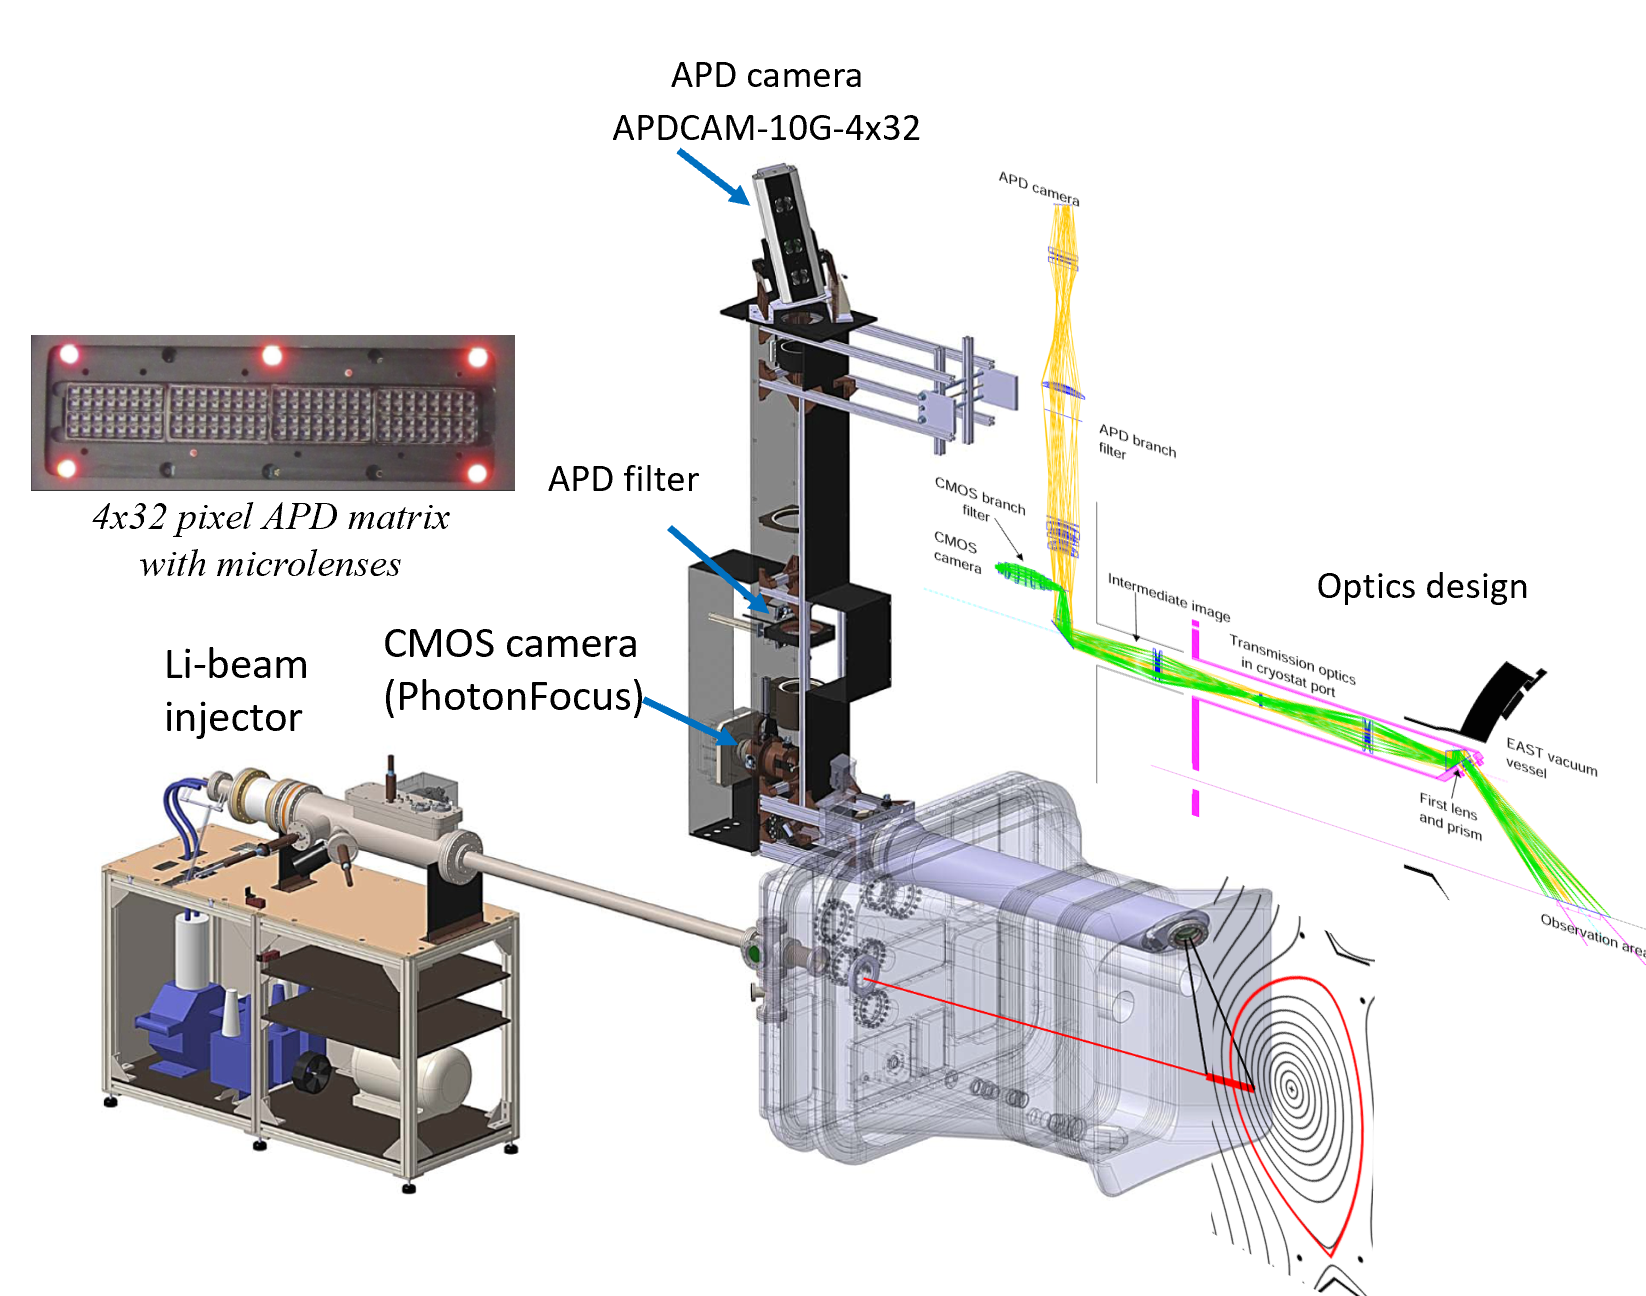 APD camera
APDCAM-10G-4x32
APD camera
4x32 pixel APD matrix
with microlenses
APD filter
APD branch
filter
CMOS branch
filter
CMOS
camera
Intermediate image
Optics design
Transmission optics
in cryostat port
CMOS camera
(PhotonFocus)
Li-beam
injector
EAST vacuum
vessel
First lens
and prism
Observation area